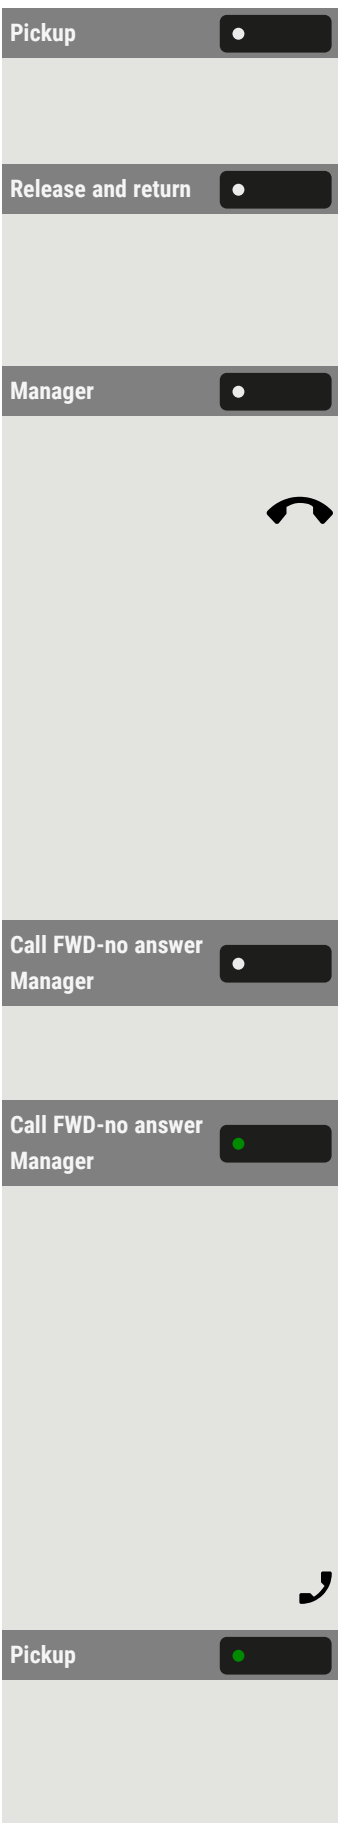 Pickup
Release and return
Manager
Call FWD-no answer
Manager
Call FWD-no answer
Manager
Pickup